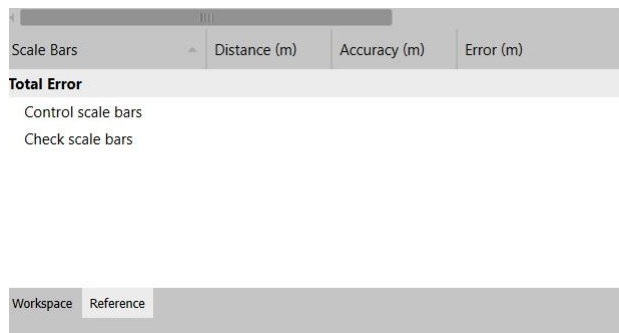 Scale Bars Distance (m) Accuracy (m) Error (m)
Total Error
Control scale bars
Check scale bars
Workspace Reference